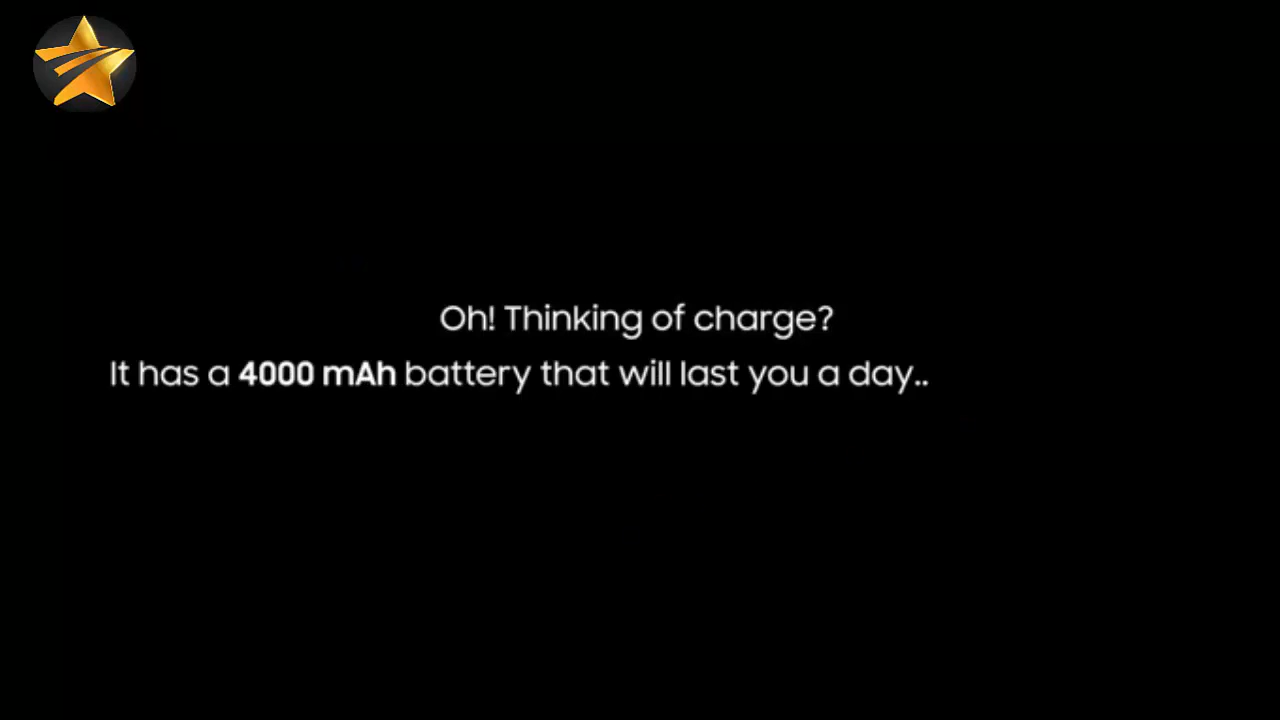 Oh! Thinking of charge?
It has a 4000 mAh battery that will last you a day..